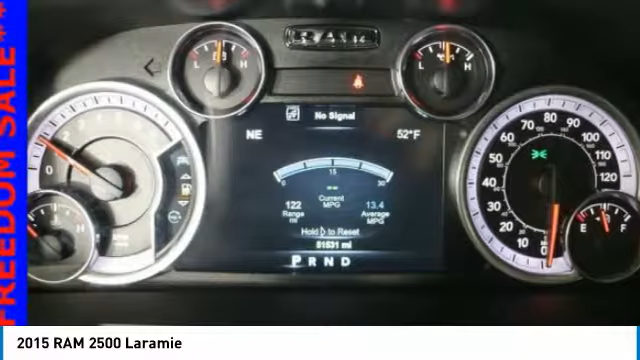 FREEDOM SALE**
RAM
L H
L H
No Signal
NE 52°F
0 15 30
122 Range mi
Current MPG
13.4 Average MPG
Hold to Reset
51531 mi
P R N D
0
10 20 30 40 50 60 70 80 90 100 110 120
E F
2015 RAM 2500 Laramie